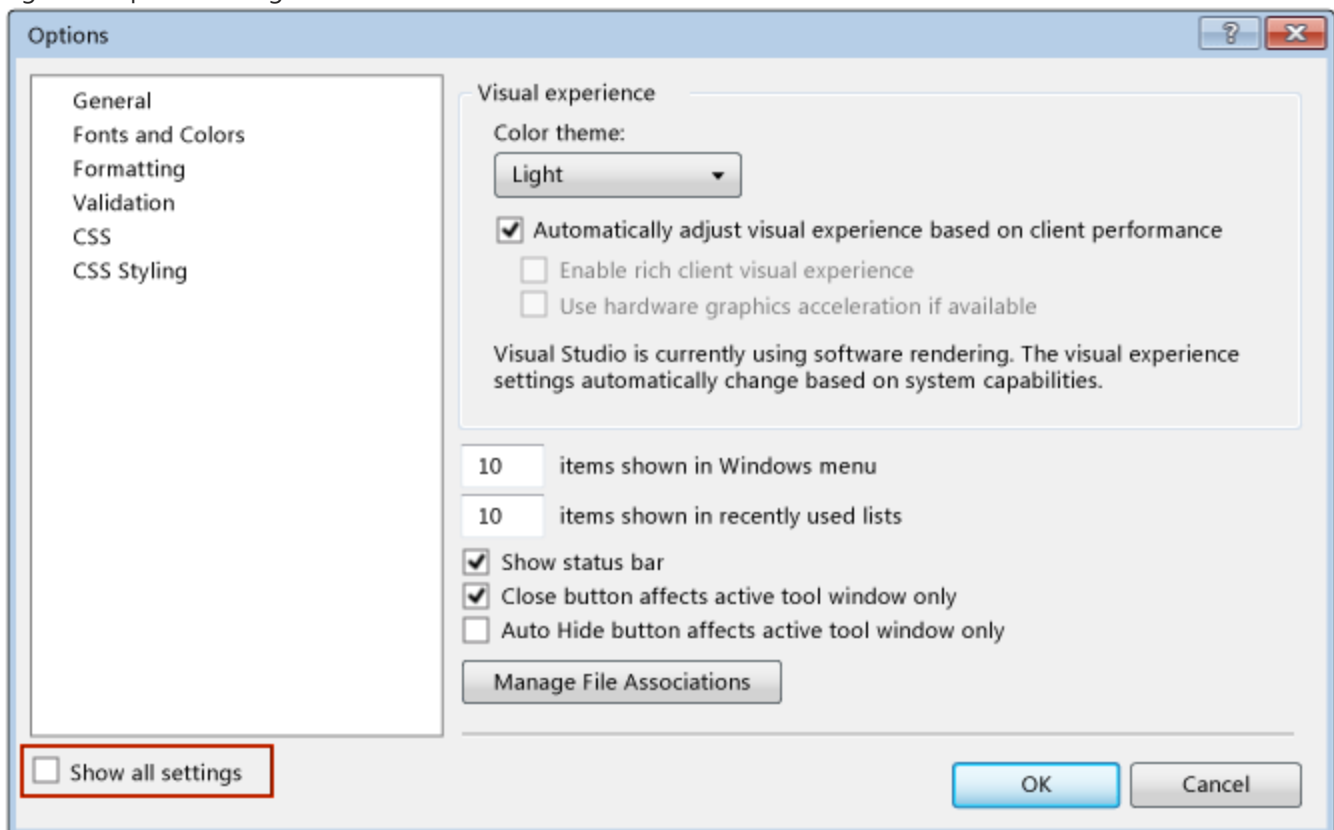 Options
General
Fonts and Colors
Formatting
Validation
CSS
CSS Styling
Visual experience
Color theme:
Light
Automatically adjust visual experience based on client performance
Enable rich client visual experience
Use hardware graphics acceleration if available
Visual Studio is currently using software rendering. The visual experience
settings automatically change based on system capabilities.
10 items shown in Windows menu
10 items shown in recently used lists
Show status bar
Close button affects active tool window only
Auto Hide button affects active tool window only
Manage File Associations
Show all settings
OK Cancel